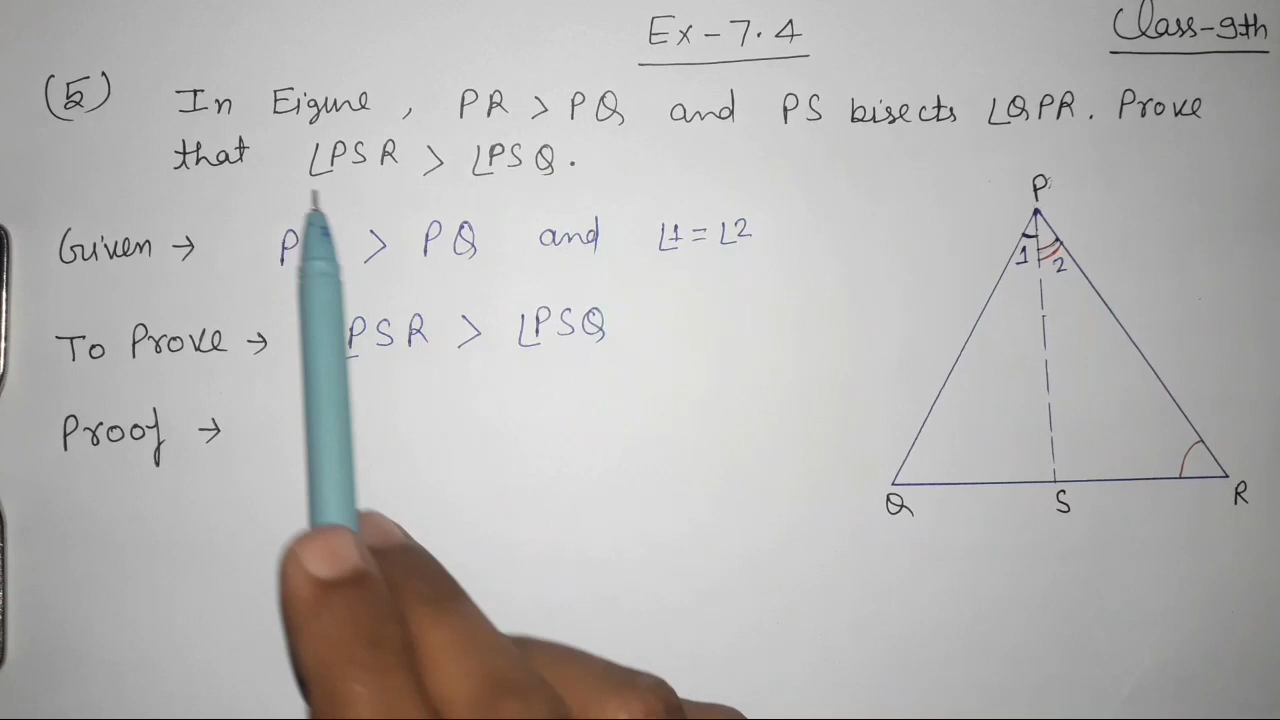 Ex-7.4
Class-9th
(5) In Eigure, PR > PQ and PS bisects ∠QPR. Prove
that ∠PSR > ∠PSQ.
Given → P > PQ and ∠1 = ∠2
To Prove → PSR > ∠PSQ
Proof →
P
1 2
Q S R